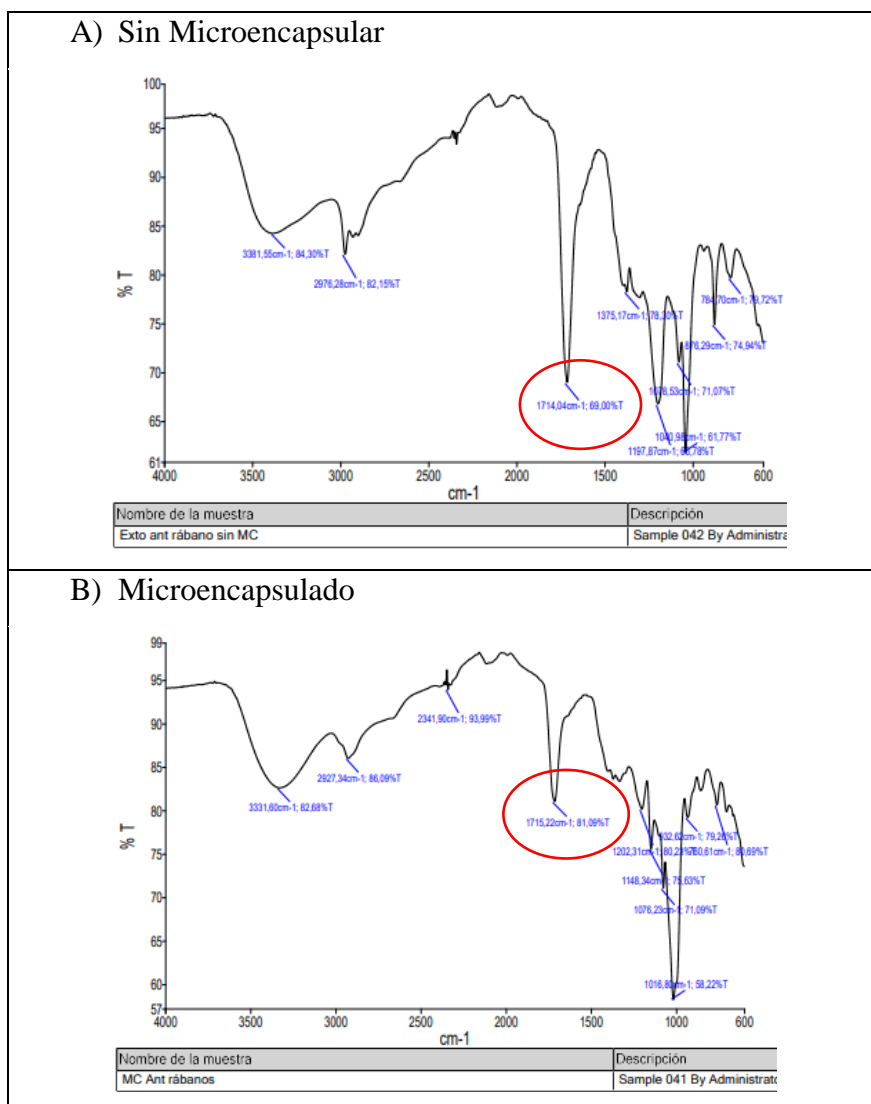 A) Sin Microencapsular
100
95
90
85
80
75
70
65
61
% T
4000
3000
2500
2000
1500
1000
600
cm-1
3381,55cm-1; 84,30%T
2976,28cm-1; 82,15%T
1714,04cm-1; 69,00%T
1375,17cm-1; 78,30%T
784,70cm-1; 79,72%T
876,29cm-1; 74,94%T
1078,53cm-1; 71,07%T
1040,98cm-1; 61,77%T
1197,87cm-1;
Nombre de la muestra
Descripción
Exto ant rábano sin MC
Sample 042 By Administra
B) Microencapsulado
99
95
90
85
80
75
70
65
60
57
% T
4000
3000
2500
2000
1500
1000
600
cm-1
3331,60cm-1; 82,68%T
2927,34cm-1; 86,09%T
2341,90cm-1; 93,99%T
1715,22cm-1; 81,09%T
1202,31cm-1;
1148,34cm-1; 75,63%T
1076,23cm-1; 71,09%T
1016,80cm-1; 58,22%T
80,69%T
Nombre de la muestra
Descripción
MC Ant rábanos
Sample 041 By Administrato